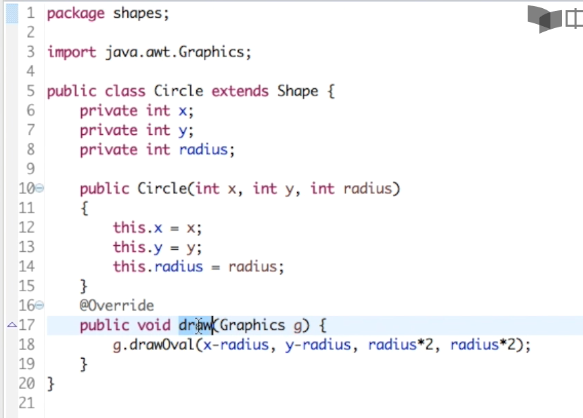 1 package shapes;
2
3 import java.awt.Graphics;
4
5 public class Circle extends Shape {
6     private int x;
7     private int y;
8     private int radius;
9
10     public Circle(int x, int y, int radius)
11     {
12         this.x = x;
13         this.y = y;
14         this.radius = radius;
15     }
16     @Override
17     public void draw(Graphics g) {
18         g.drawOval(x-radius, y-radius, radius*2, radius*2);
19     }
20 }
21